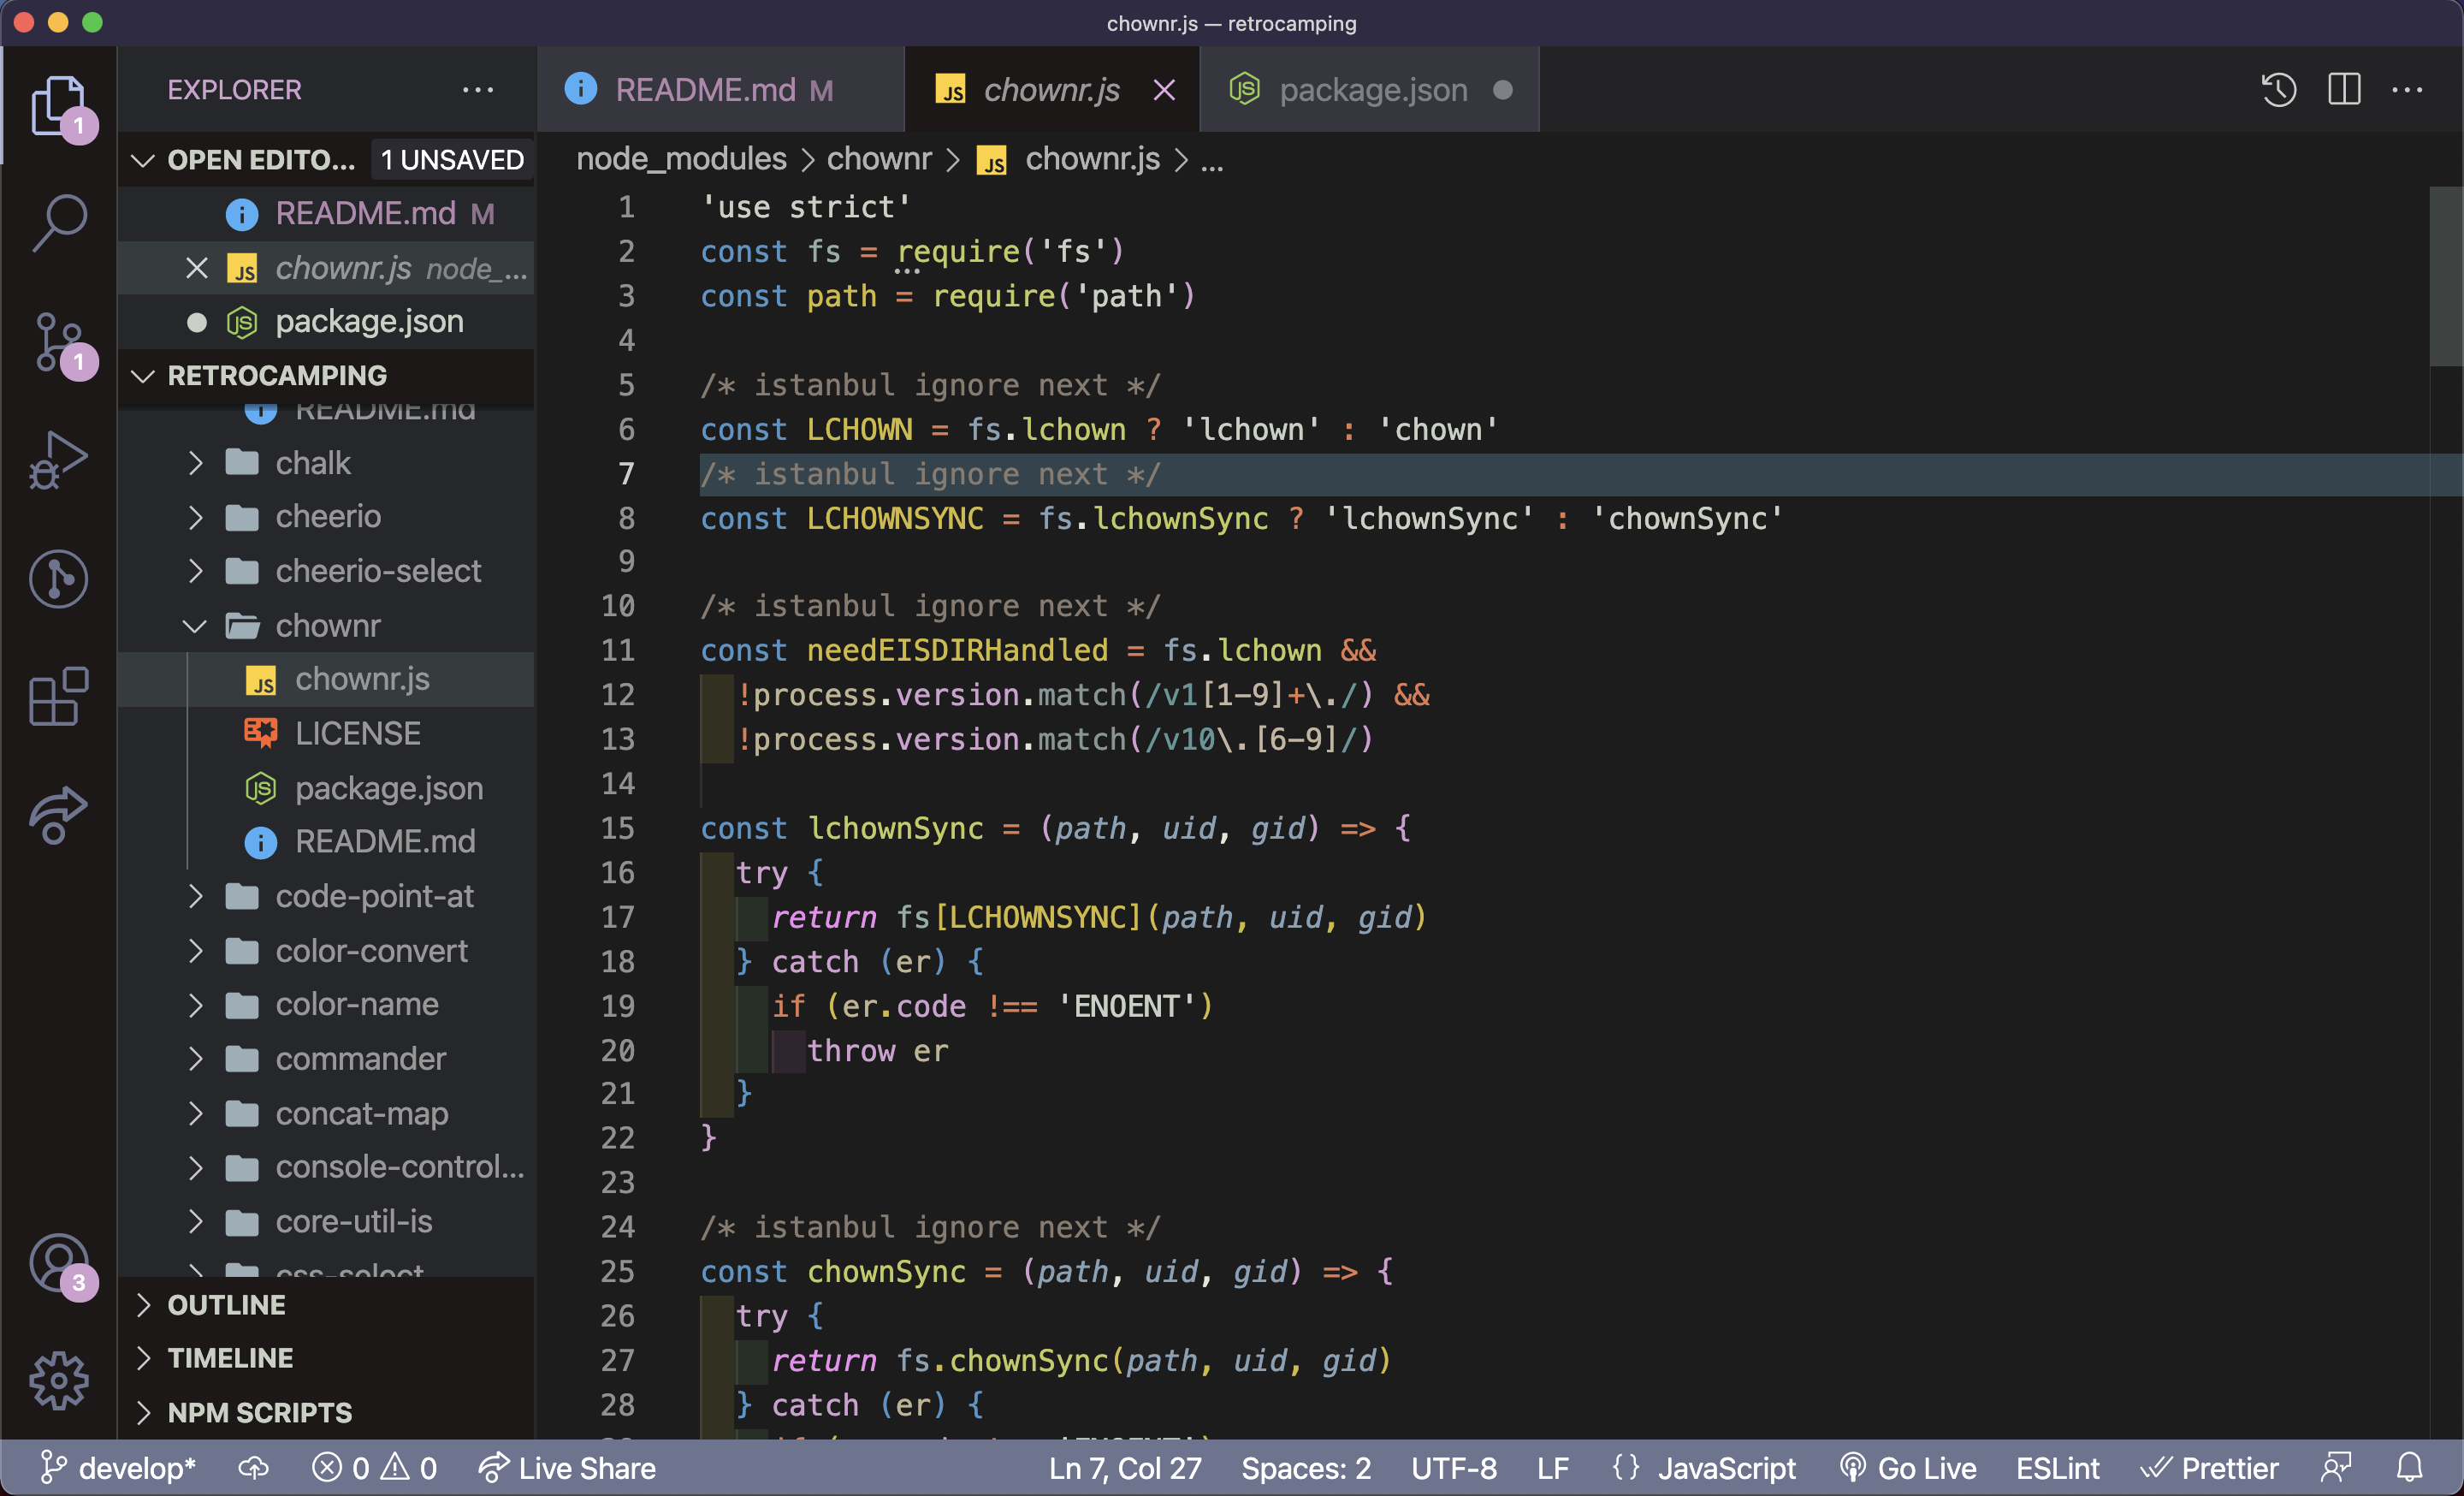 chownr.js — retrocamping
EXPLORER
README.md M
chownr.js
package.json
OPEN EDITO... 1 UNSAVED
README.md M
chownr.js node_...
package.json
RETROCAMPING
README.md
chalk
cheerio
cheerio-select
chownr
chownr.js
LICENSE
package.json
README.md
code-point-at
color-convert
color-name
commander
concat-map
console-control...
core-util-is
css-select
OUTLINE
TIMELINE
NPM SCRIPTS
1
1
3
node_modules > chownr > JS chownr.js > ...
1 'use strict'
2 const fs = require('fs')
3 const path = require('path')
4
5 /* istanbul ignore next */
6 const LCHOWN = fs.lchown ? 'lchown' : 'chown'
7 /* istanbul ignore next */
8 const LCHOWNSYNC = fs.lchownSync ? 'lchownSync' : 'chownSync'
9
10 /* istanbul ignore next */
11 const needEISDIRHandled = fs.lchown &&
12 !process.version.match(/v1[1-9]+\./) &&
13 !process.version.match(/v10\.[6-9]/)
14
15 const lchownSync = (path, uid, gid) => {
16 try {
17 return fs[LCHOWNSYNC](path, uid, gid)
18 } catch (er) {
19 if (er.code !== 'ENOENT')
20 throw er
21 }
22 }
23
24 /* istanbul ignore next */
25 const chownSync = (path, uid, gid) => {
26 try {
27 return fs.chownSync(path, uid, gid)
28 } catch (er) {
develop* 0 0 Live Share Ln 7, Col 27 Spaces: 2 UTF-8 LF {} JavaScript Go Live ESLint Prettier